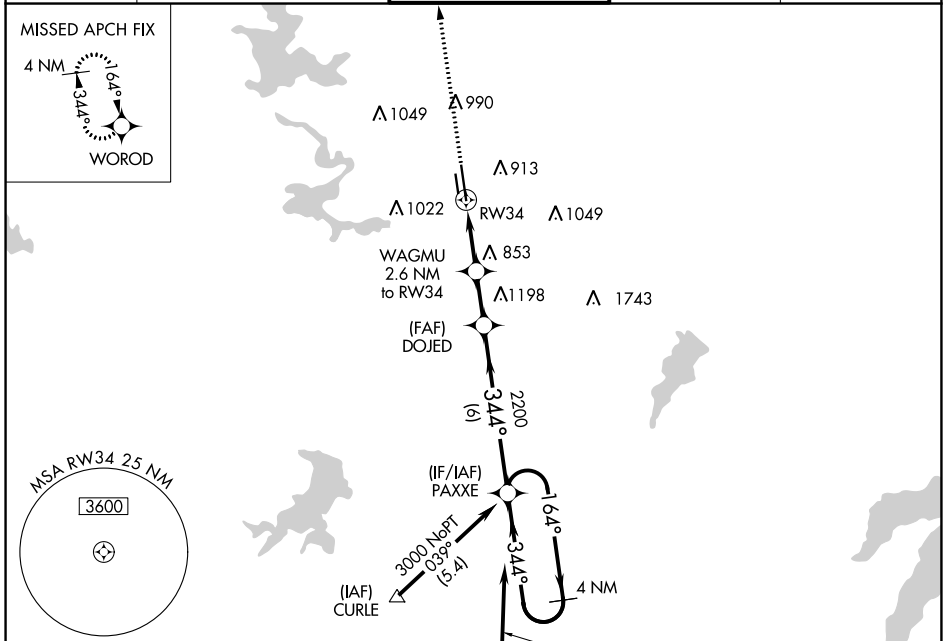 MISSED APCH FIX
4 NM
164°
344°
WOROD
1049
990
913
1022
RW34
1049
WAGMU
2.6 NM
to RW34
853
1198
1743
(FAF)
DOJED
2200
344°
(6)
MSA RW34 25 NM
3600
(IF/IAF)
PAXXE
164°
344°
4 NM
3000 NoPT
039°
(5.4)
(IAF)
CURLE